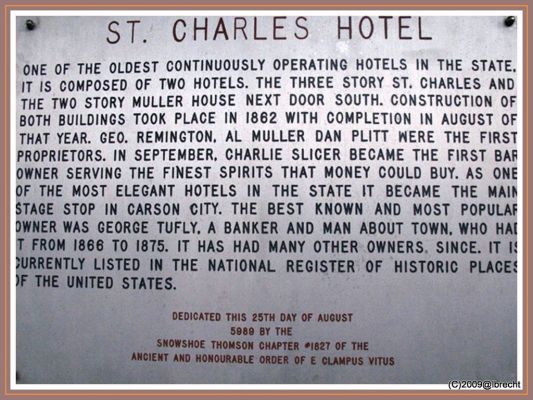 ST. CHARLES HOTEL
ONE OF THE OLDEST CONTINUOUSLY OPERATING HOTELS IN THE STATE.
IT IS COMPOSED OF TWO HOTELS. THE THREE STORY ST. CHARLES AND
THE TWO STORY MULLER HOUSE NEXT DOOR SOUTH. CONSTRUCTION OF
BOTH BUILDINGS TOOK PLACE IN 1862 WITH COMPLETION IN AUGUST OF
THAT YEAR. GEO. REMINGTON, AL MULLER DAN PLITT WERE THE FIRST
PROPRIETORS. IN SEPTEMBER, CHARLIE SLICER BECAME THE FIRST BAR
OWNER SERVING THE FINEST SPIRITS THAT MONEY COULD BUY. AS ONE
OF THE MOST ELEGANT HOTELS IN THE STATE IT BECAME THE MAIN
STAGE STOP IN CARSON CITY. THE BEST KNOWN AND MOST POPULAR
OWNER WAS GEORGE TUFLY, A BANKER AND MAN ABOUT TOWN, WHO HAD
IT FROM 1866 TO 1875. IT HAS HAD MANY OTHER OWNERS, SINCE. IT IS
CURRENTLY LISTED IN THE NATIONAL REGISTER OF HISTORIC PLACES
OF THE UNITED STATES.
DEDICATED THIS 25TH DAY OF AUGUST
5989 BY THE
SNOWSHOE THOMSON CHAPTER #1827 OF THE
ANCIENT AND HONOURABLE ORDER OF E CLAMPUS VITUS
(C)2009@ibrecht